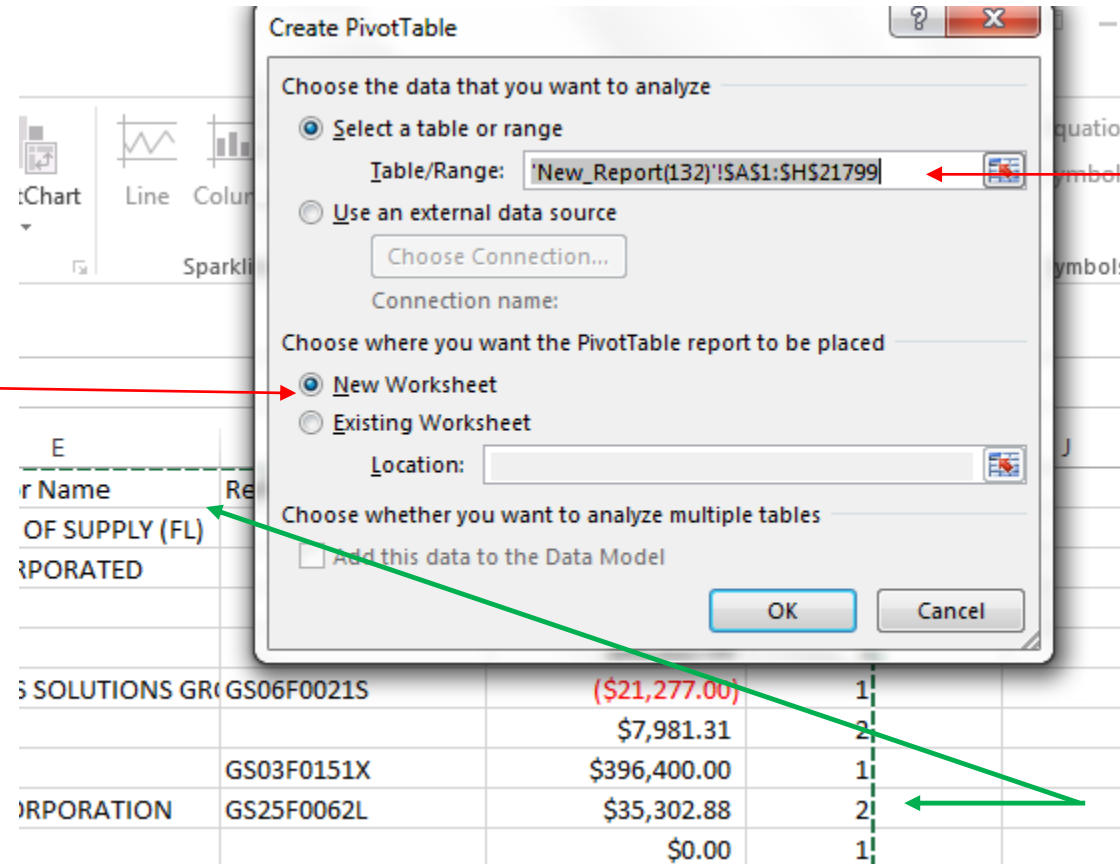 Create PivotTable
?
X
Choose the data that you want to analyze
Select a table or range
Table/Range: 'New_Report(132)'!$A$1:$H$21799
Use an external data source
Choose Connection...
Connection name:
Choose where you want the PivotTable report to be placed
New Worksheet
Existing Worksheet
Location:
Choose whether you want to analyze multiple tables
Add this data to the Data Model
OK Cancel
tChart Line Colum
Sparkli
quatio
ymbol
ymbols
E J
r Name Re
OF SUPPLY (FL)
RPORATED
S SOLUTIONS GR GS06F0021S ($21,277.00) 1
$7,981.31 2
GS03F0151X $396,400.00 1
ORPORATION GS25F0062L $35,302.88 2
$0.00 1